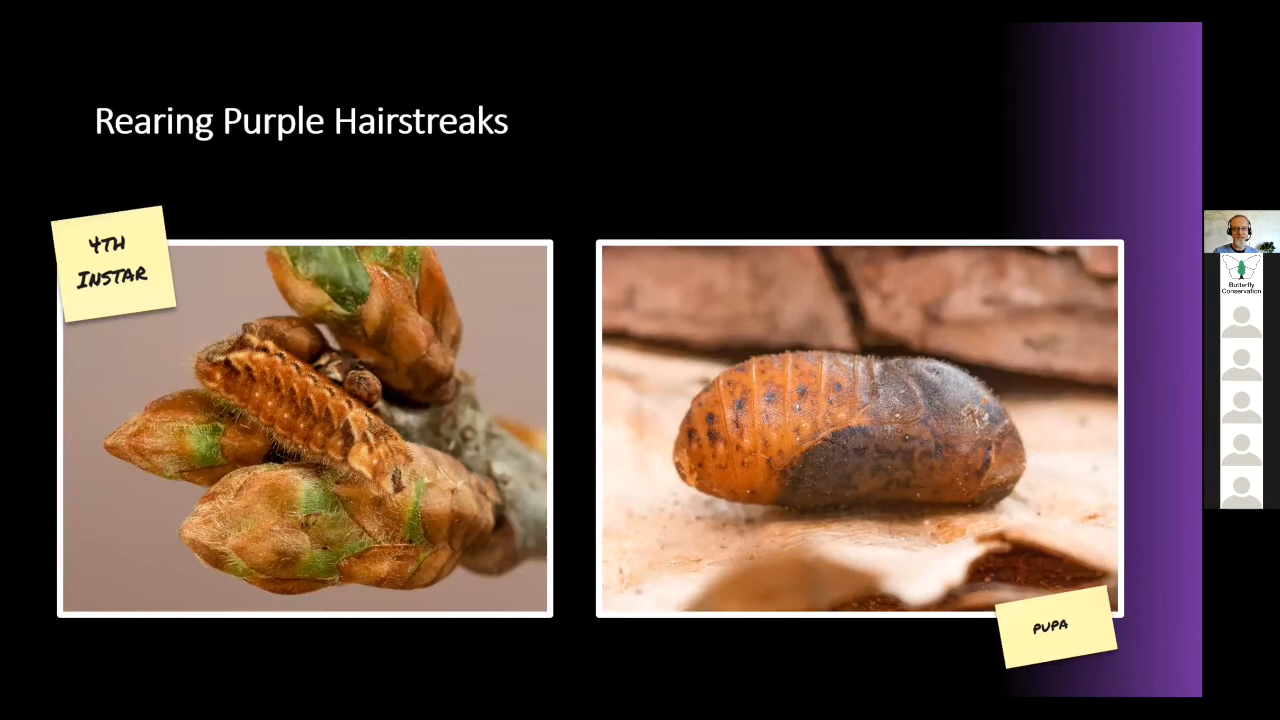 Rearing Purple Hairstreaks
4TH
INSTAR
PUPA
Butterfly
Conservation